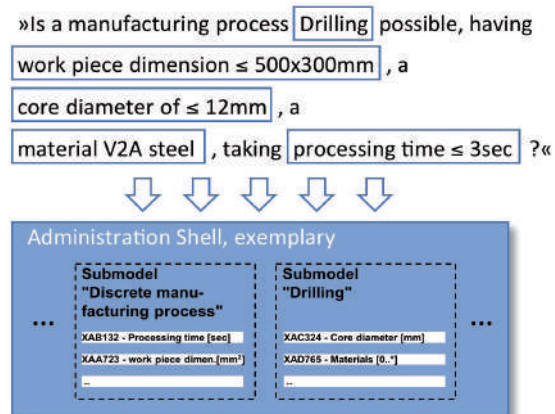 »Is a manufacturing process Drilling possible, having
work piece dimension ≤ 500x300mm , a
core diameter of ≤ 12mm , a
material V2A steel , taking processing time ≤ 3sec ?«
Administration Shell, exemplary
...
Submodel
"Discrete manu-
facturing process"
XAB132 - Processing time [sec]
XAA723 - work piece dimen.[mm²]
..
Submodel
"Drilling"
XAC324 - Core diameter [mm]
XAD765 - Materials [0..*]
..
...